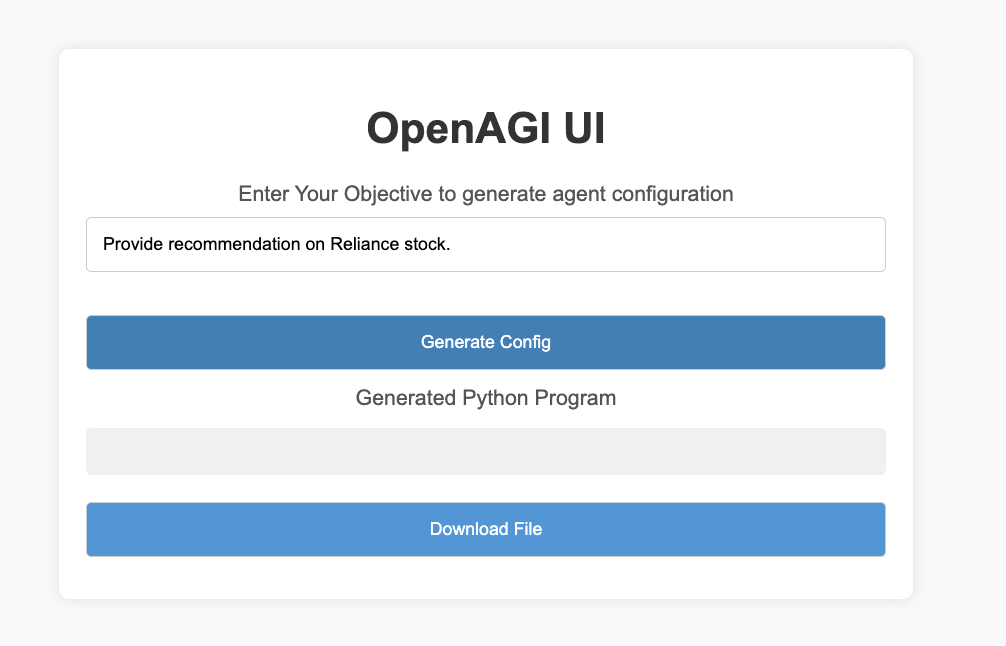 OpenAGI UI
Enter Your Objective to generate agent configuration
Provide recommendation on Reliance stock.
Generate Config
Generated Python Program
Download File